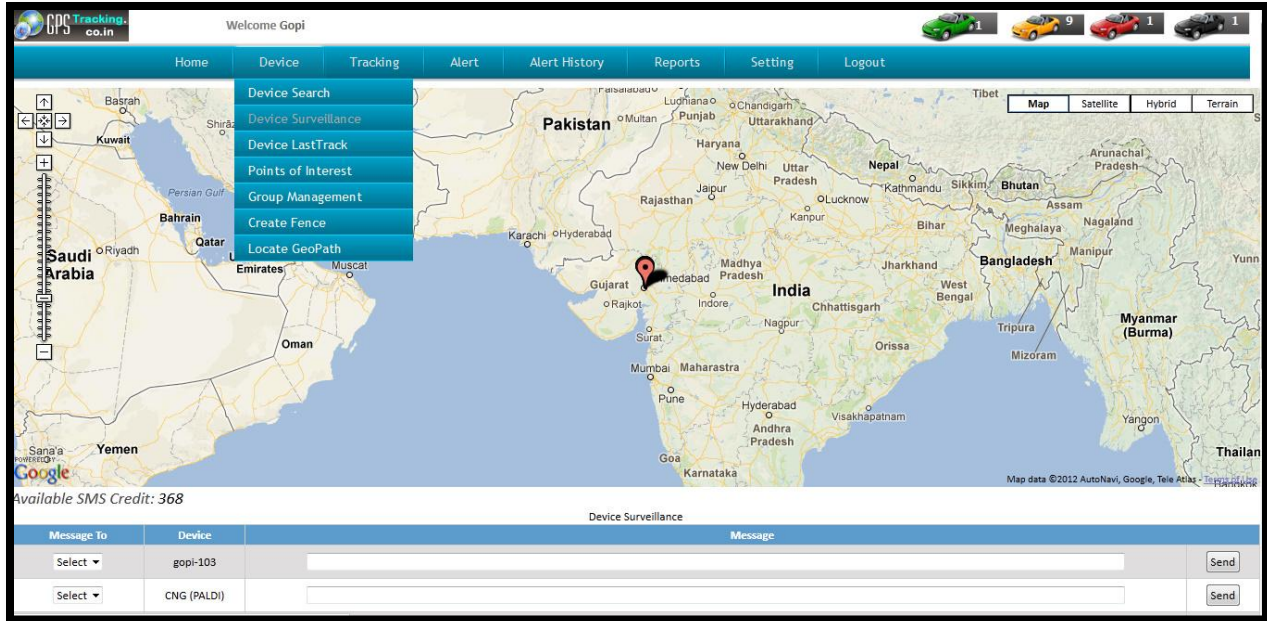 GPS Tracking.
co.in
Welcome Gopi
1 9 1 1
Home Device Tracking Alert Alert History Reports Setting Logout
Device Search
Device Surveillance
Device LastTrack
Points of Interest
Group Management
Create Fence
Locate GeoPath
Map Satellite Hybrid Terrain
Basrah
Kuwait
Persian Gulf
Bahrain
Qatar
Saudi
Arabia
Riyadh
Emirates
Muscat
Oman
Sana'a
Yemen
Pakistan
Multan
Ludhiana
Punjab
Chandigarh
Uttarakhand
Tibet
Haryana
New Delhi
Uttar
Pradesh
Nepal
Kathmandu
Sikkim
Bhutan
Arunachal
Pradesh
Jaipur
Rajasthan
Lucknow
Kanpur
Bihar
Assam
Meghalaya
Nagaland
Manipur
Karachi
Hyderabad
Gujarat
Rajkot
Madhya
Pradesh
Indore
India
Jharkhand
West
Bengal
Bangladesh
Chhattisgarh
Tripura
Mizoram
Myanmar
(Burma)
Surat
Nagpur
Orissa
Mumbai
Maharastra
Pune
Hyderabad
Andhra
Pradesh
Visakhapatnam
Yangon
Goa
Karnataka
POWERED BY
Google
Map data ©2012 AutoNavi, Google, Tele Atlas - Terms of Use
Available SMS Credit: 368
Device Surveillance
Message To Device Message
Select gopi-103 Send
Select CNG (PALDI) Send